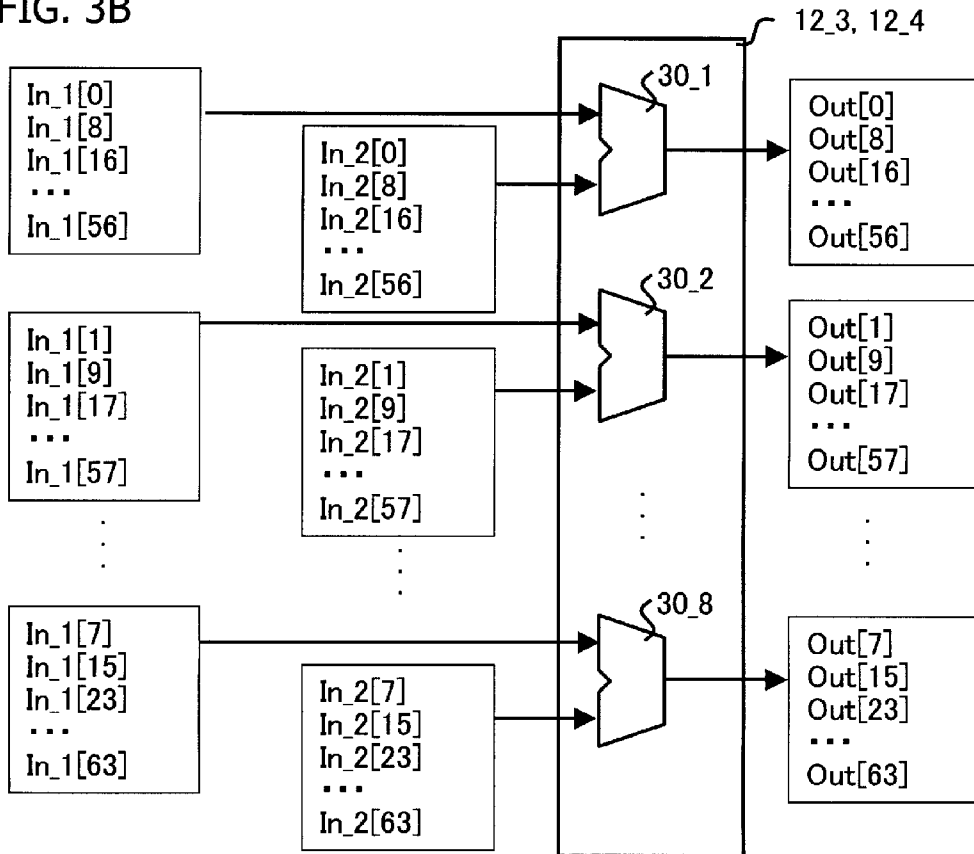 FIG. 3B
12_3, 12_4
In_1[0]
In_1[8]
In_1[16]
...
In_1[56]
In_2[0]
In_2[8]
In_2[16]
...
In_2[56]
30_1
Out[0]
Out[8]
Out[16]
...
Out[56]
In_1[1]
In_1[9]
In_1[17]
...
In_1[57]
In_2[1]
In_2[9]
In_2[17]
...
In_2[57]
30_2
Out[1]
Out[9]
Out[17]
...
Out[57]
In_1[7]
In_1[15]
In_1[23]
...
In_1[63]
In_2[7]
In_2[15]
In_2[23]
...
In_2[63]
30_8
Out[7]
Out[15]
Out[23]
...
Out[63]